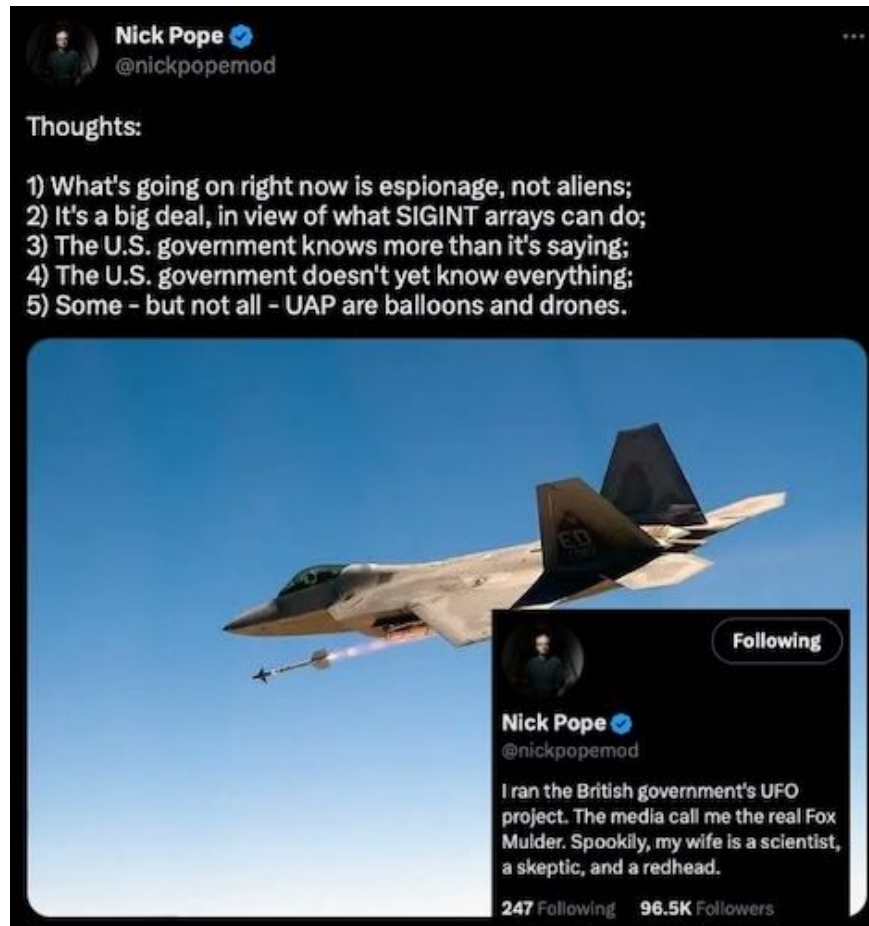 Nick Pope
@nickpopemod
Thoughts:
1) What's going on right now is espionage, not aliens;
2) It's a big deal, in view of what SIGINT arrays can do;
3) The U.S. government knows more than it's saying;
4) The U.S. government doesn't yet know everything;
5) Some - but not all - UAP are balloons and drones.
ED
Following
Nick Pope
@nickpopemod
I ran the British government's UFO
project. The media call me the real Fox
Mulder. Spookily, my wife is a scientist,
a skeptic, and a redhead.
247 Following 96.5K Followers